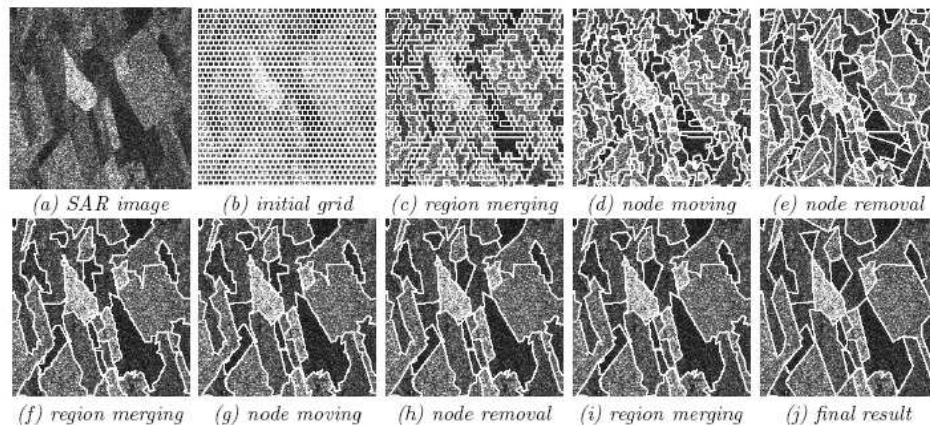 (a) SAR image
(b) initial grid
(c) region merging
(d) node moving
(e) node removal
(f) region merging
(g) node moving
(h) node removal
(i) region merging
(j) final result